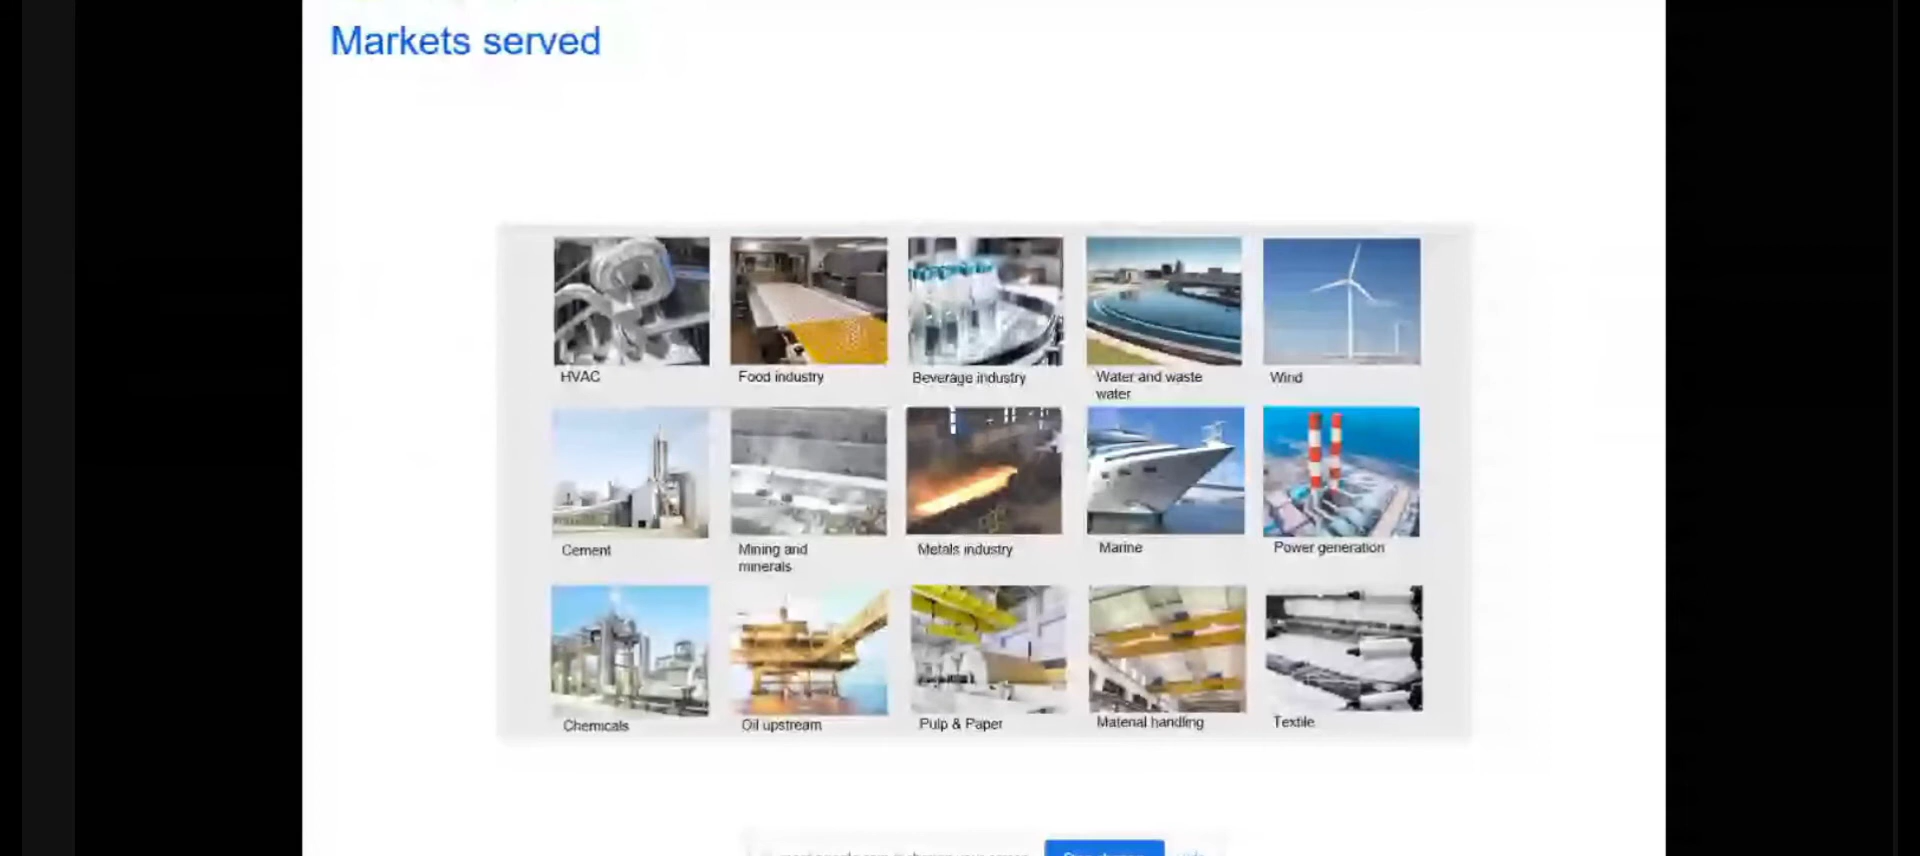 Markets served
HVAC
Food industry
Beverage industry
Water and waste
water
Wind
Cement
Mining and
minerals
Metals industry
Marine
Power generation
Chemicals
Oil upstream
Pulp & Paper
Material handling
Textile